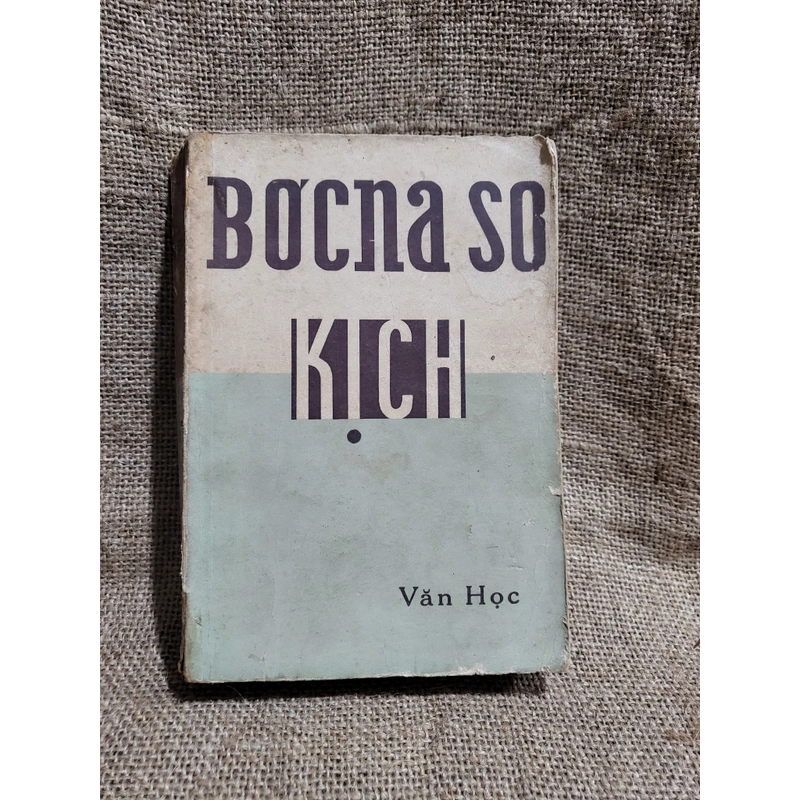 BơCna SO
KỊCH
Văn Học